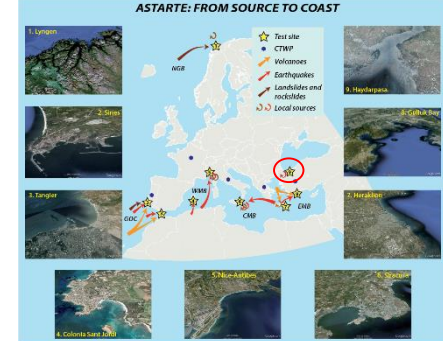 ASTARTE: FROM SOURCE TO COAST
1. Lyngen
2. Sines
3. Tangier
4. Colonia Sant Jordi
5. Nice-Antibes
6. Siracusa
7. Heraklion
8. Gulluk Bay
9. Haydarpasa
Test site
CTWP
Volcanoes
Earthquakes
Landslides and
rockslides
Local sources
NGB
GOC
WMB
CMB
EMB